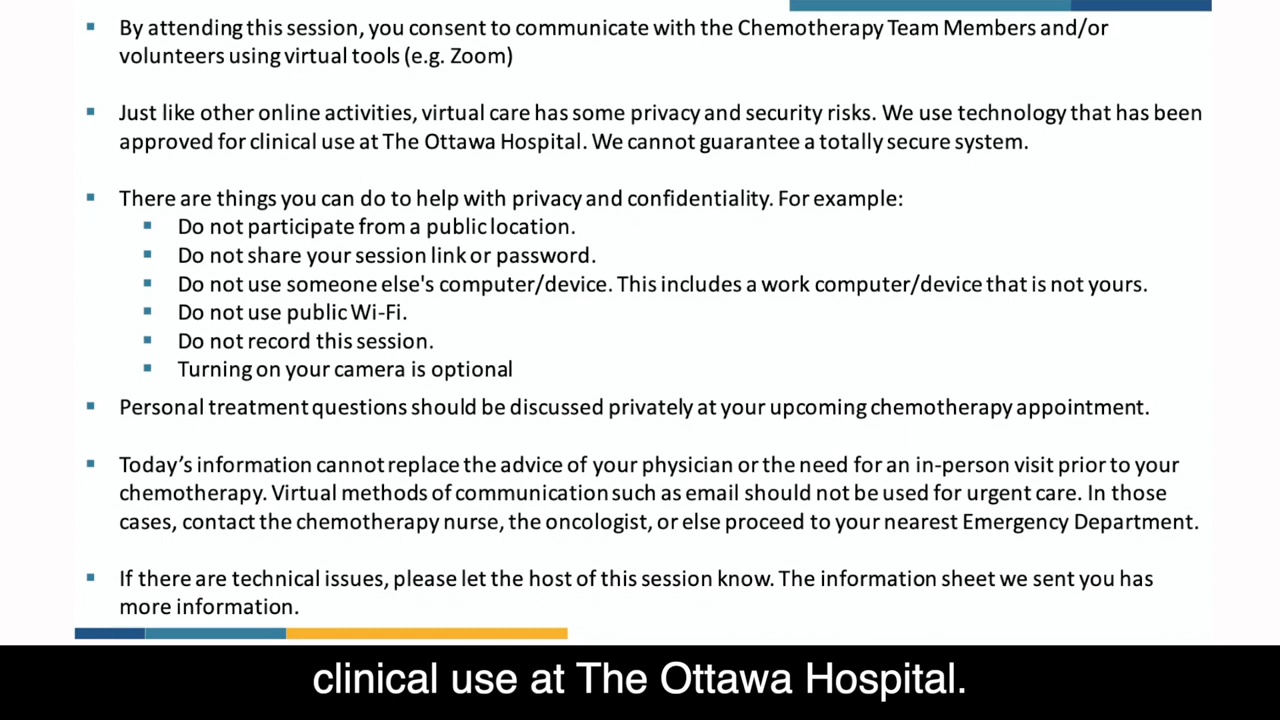 By attending this session, you consent to communicate with the Chemotherapy Team Members and/or
volunteers using virtual tools (e.g. Zoom)
Just like other online activities, virtual care has some privacy and security risks. We use technology that has been
approved for clinical use at The Ottawa Hospital. We cannot guarantee a totally secure system.
There are things you can do to help with privacy and confidentiality. For example:
Do not participate from a public location.
Do not share your session link or password.
Do not use someone else's computer/device. This includes a work computer/device that is not yours.
Do not use public Wi-Fi.
Do not record this session.
Turning on your camera is optional
Personal treatment questions should be discussed privately at your upcoming chemotherapy appointment.
Today’s information cannot replace the advice of your physician or the need for an in-person visit prior to your
chemotherapy. Virtual methods of communication such as email should not be used for urgent care. In those
cases, contact the chemotherapy nurse, the oncologist, or else proceed to your nearest Emergency Department.
If there are technical issues, please let the host of this session know. The information sheet we sent you has
more information.
clinical use at The Ottawa Hospital.